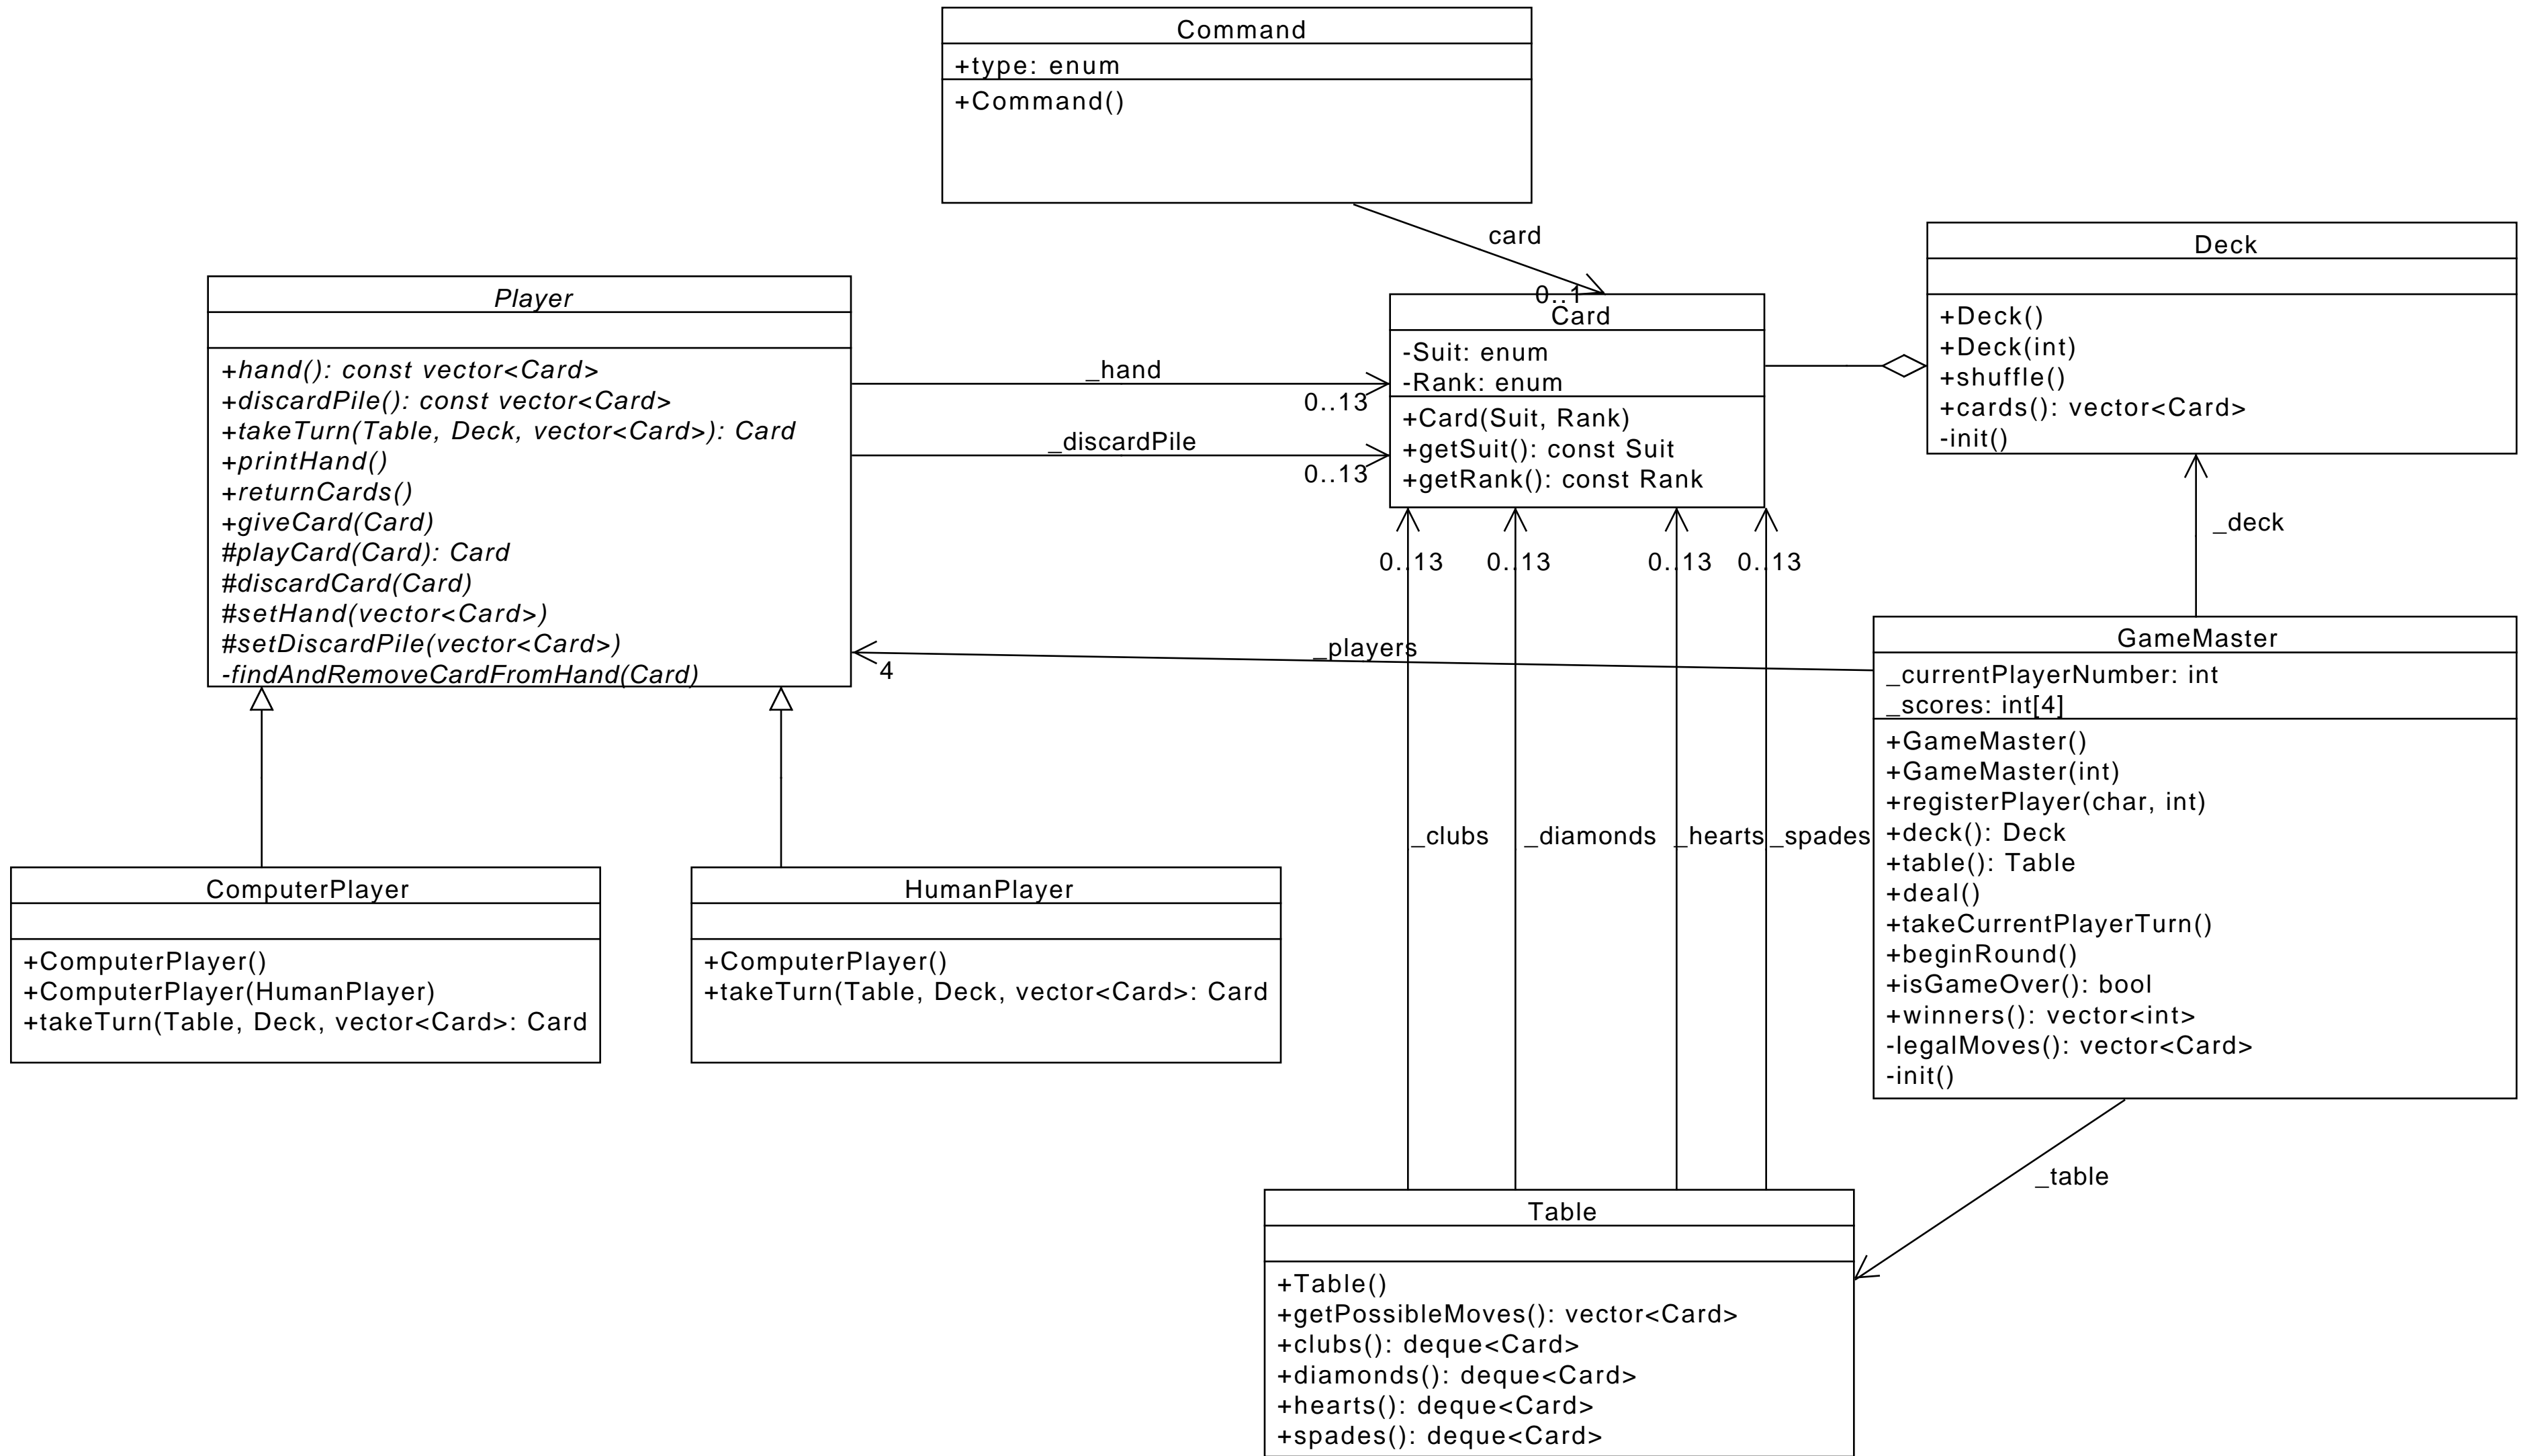 Command
+type: enum
+Command()
card
0..1
Deck
+Deck()
+Deck(int)
+shuffle()
+cards(): vector<Card>
-init()
Player
+hand(): const vector<Card>
+discardPile(): const vector<Card>
+takeTurn(Table, Deck, vector<Card>): Card
+printHand()
+returnCards()
+giveCard(Card)
#playCard(Card): Card
#discardCard(Card)
#setHand(vector<Card>)
#setDiscardPile(vector<Card>)
-findAndRemoveCardFromHand(Card)
_hand
0..13
_discardPile
0..13
Card
-Suit: enum
-Rank: enum
+Card(Suit, Rank)
+getSuit(): const Suit
+getRank(): const Rank
0..13
0..13
0..13
0..13
_deck
_players
4
GameMaster
_currentPlayerNumber: int
_scores: int[4]
+GameMaster()
+GameMaster(int)
+registerPlayer(char, int)
+deck(): Deck
+table(): Table
+deal()
+takeCurrentPlayerTurn()
+beginRound()
+isGameOver(): bool
+winners(): vector<int>
-legalMoves(): vector<Card>
-init()
_clubs
_diamonds
_hearts
_spades
ComputerPlayer
+ComputerPlayer()
+ComputerPlayer(HumanPlayer)
+takeTurn(Table, Deck, vector<Card>: Card
HumanPlayer
+ComputerPlayer()
+takeTurn(Table, Deck, vector<Card>: Card
_table
Table
+Table()
+getPossibleMoves(): vector<Card>
+clubs(): deque<Card>
+diamonds(): deque<Card>
+hearts(): deque<Card>
+spades(): deque<Card>